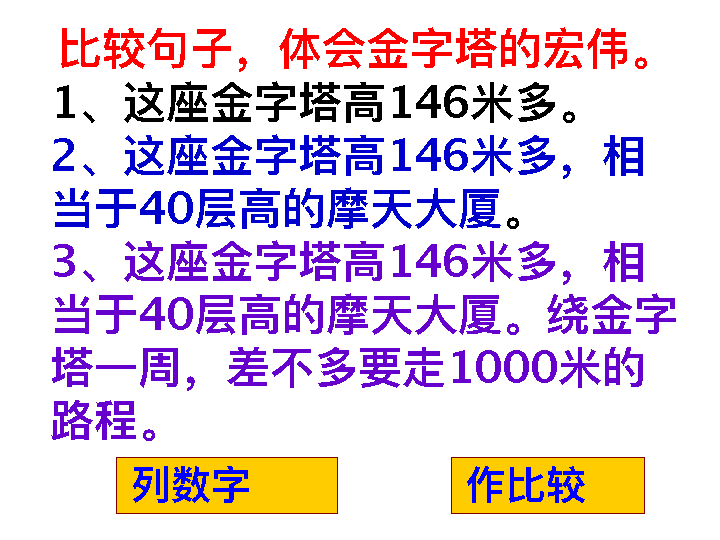 比较句子，体会金字塔的宏伟。
1、这座金字塔高146米多。
2、这座金字塔高146米多，相
当于40层高的摩天大厦。
3、这座金字塔高146米多，相
当于40层高的摩天大厦。绕金字
塔一周，差不多要走1000米的
路程。
列数字
作比较